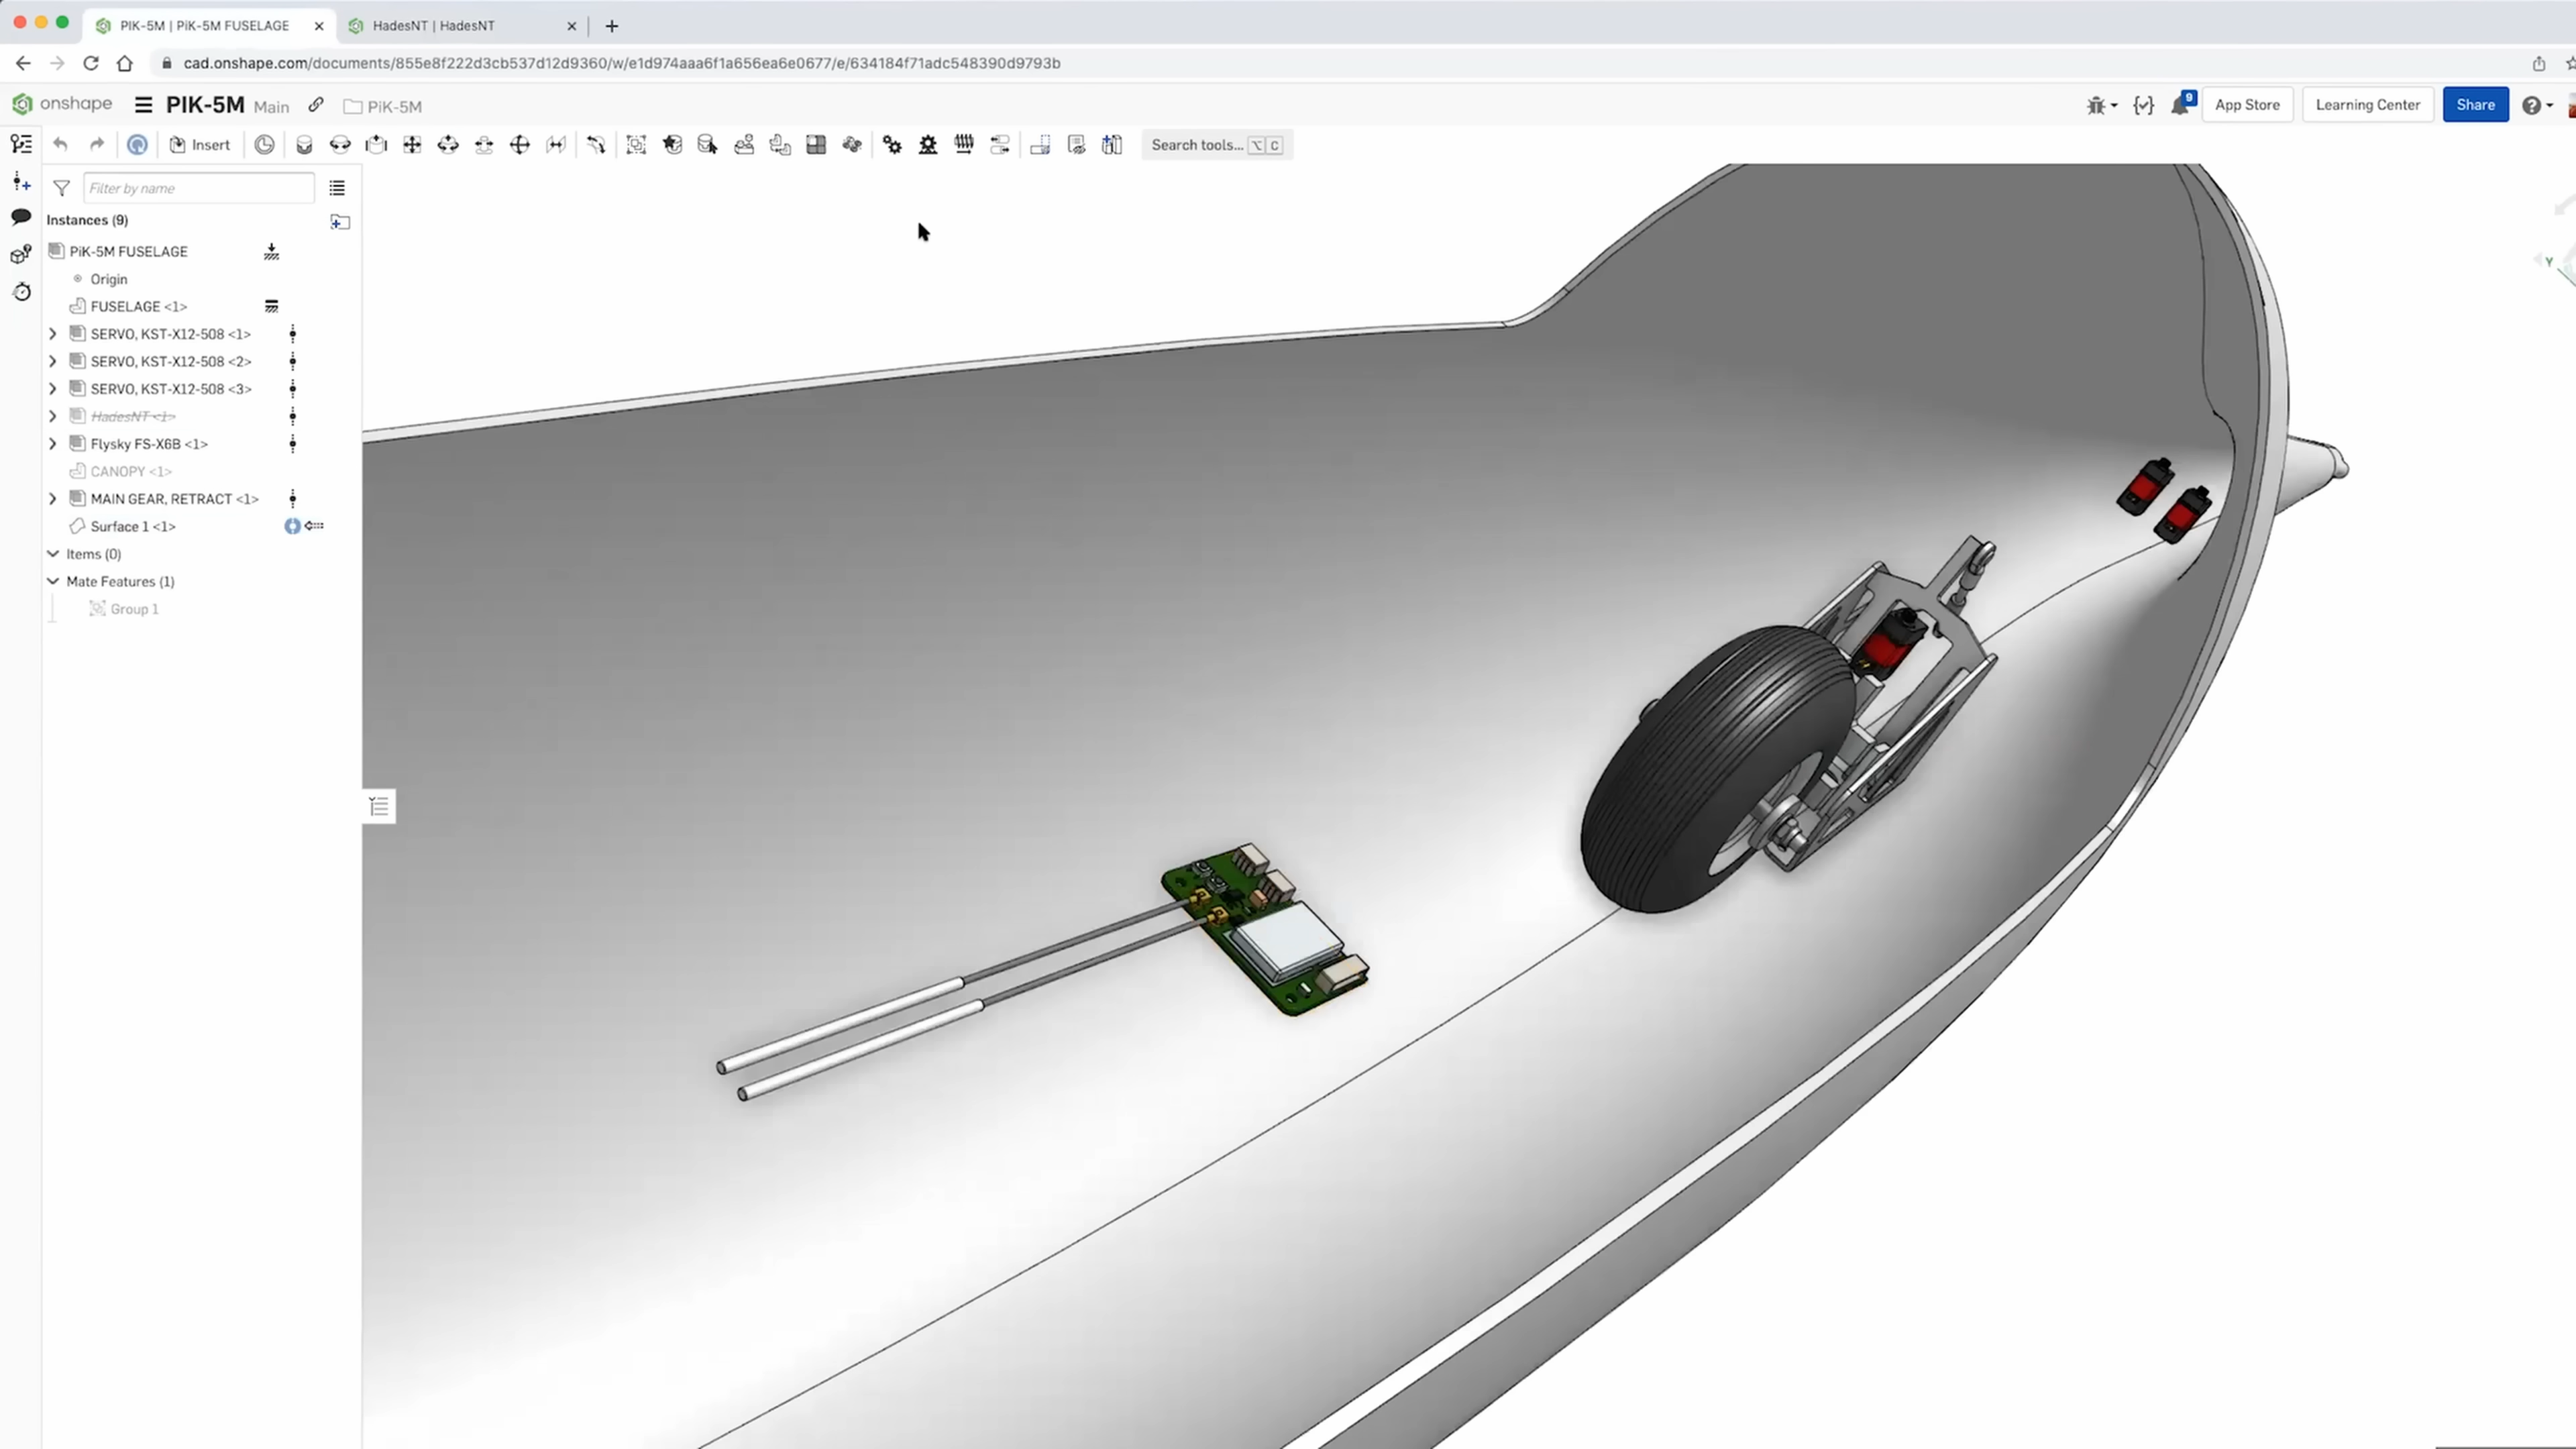 PIK-5M | PiK-5M FUSELAGE
HadesNT | HadesNT
cad.onshape.com/documents/855e8f222d3cb537d12d9360/w/e1d974aaa6f1a656ea6e0677/e/634184f71adc548390d9793b
onshape PIK-5M Main PiK-5M 9 App Store Learning Center Share
Insert Search tools... ⌥ C
Filter by name
Instances (9)
PiK-5M FUSELAGE
Origin
FUSELAGE <1>
SERVO, KST-X12-508 <1>
SERVO, KST-X12-508 <2>
SERVO, KST-X12-508 <3>
HadesNT <1>
Flysky FS-X6B <1>
CANOPY <1>
MAIN GEAR, RETRACT <1>
Surface 1 <1>
Items (0)
Mate Features (1)
Group 1
Y